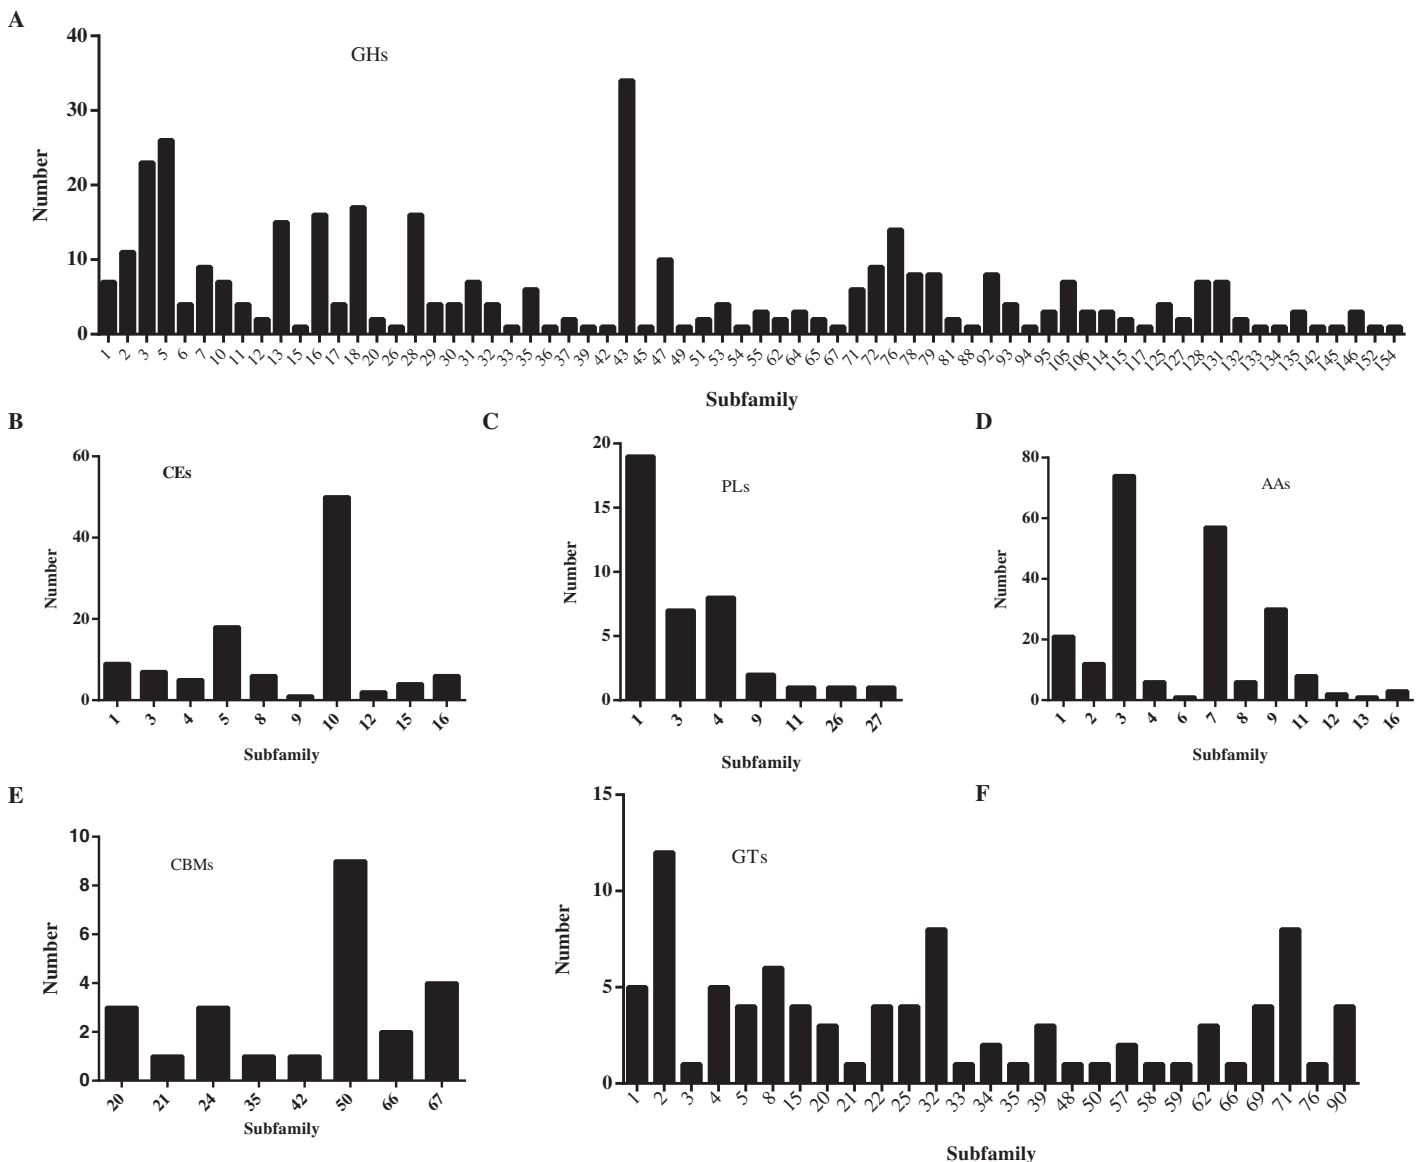 A
GHs
Number
40
30
20
10
0
1 2 3 5 6 7 10 11 12 13 15 16 17 18 20 26 28 29 30 31 32 33 35 36 37 39 42 43 45 47 49 51 53 54 55 62 64 65 67 71 72 76 78 79 81 88 92 93 94 95 105 106 114 115 117 125 127 128 131 132 133 134 135 142 145 146 152 154
Subfamily
B
CEs
Number
60
40
20
0
1 3 4 5 8 9 10 12 15 16
Subfamily
C
PLs
Number
20
15
10
5
0
1 3 4 9 11 26 27
Subfamily
D
AAs
Number
80
60
40
20
0
1 2 3 4 6 7 8 9 11 12 13 16
Subfamily
E
CBMs
Number
10
8
6
4
2
0
20 21 24 35 42 50 66 67
Subfamily
F
GTs
Number
15
10
5
0
1 2 3 4 5 8 15 20 21 22 25 32 33 34 35 39 48 50 57 58 59 62 66 69 71 76 90
Subfamily